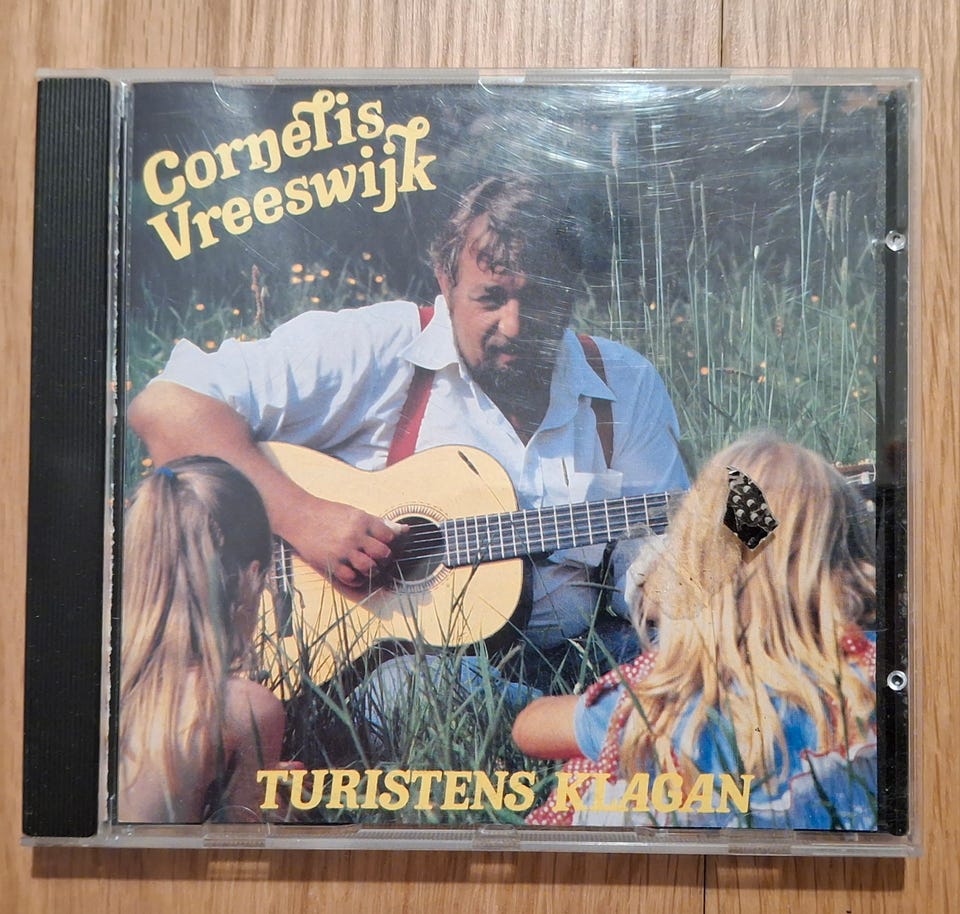 Cornelis
Vreeswijk
TURISTENS KLAGAN